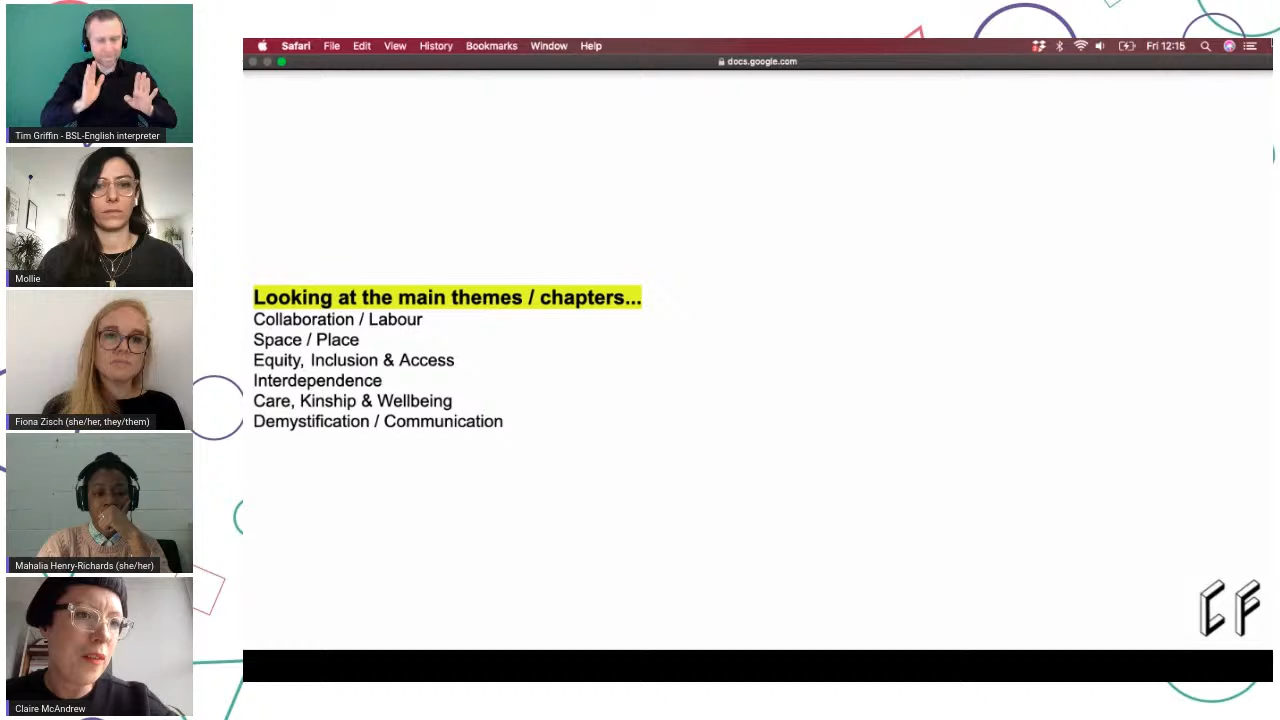 Tim Griffin - BSL-English interpreter
Mollie
Fiona Zisch (she/her, they/them)
Mahalia Henry-Richards (she/her)
Claire McAndrew
Safari File Edit View History Bookmarks Window Help
Fri 12:15
docs.google.com
Looking at the main themes / chapters...
Collaboration / Labour
Space / Place
Equity, Inclusion & Access
Interdependence
Care, Kinship & Wellbeing
Demystification / Communication
CF